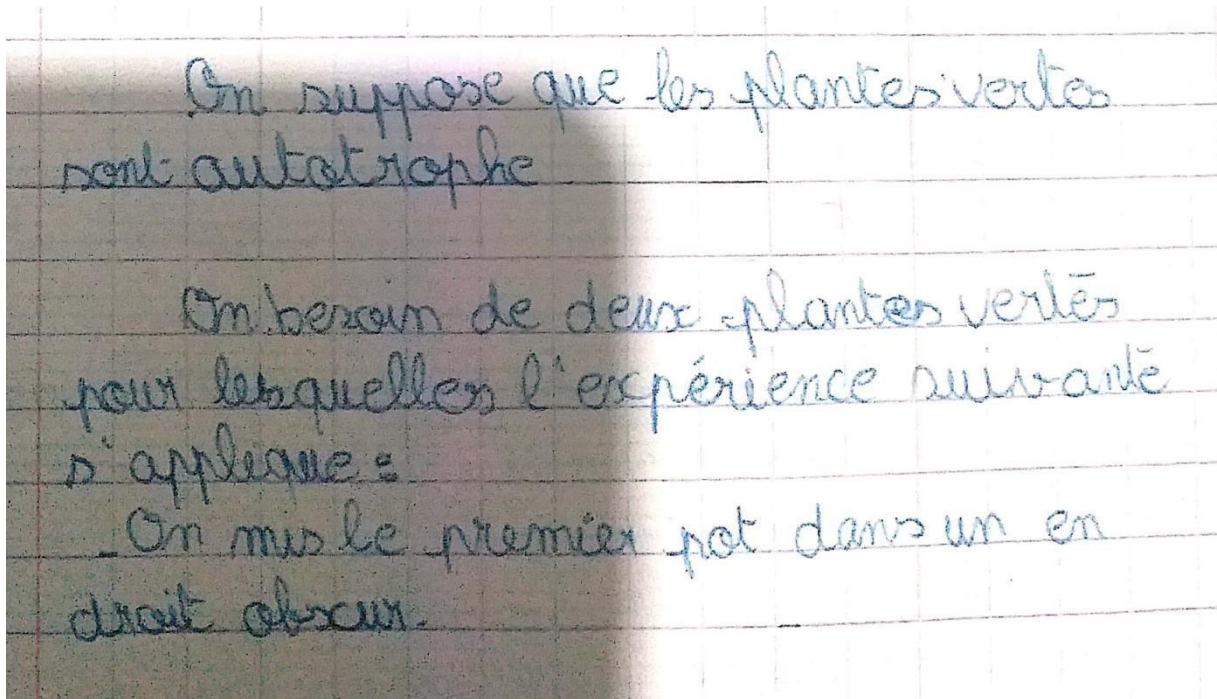 On suppose que les plantes vertes
sont autotrophe
On besoin de deux plantes vertes
pour lesquelles l'expérience suivante
s'applique :
- On mis le premier pot dans un en
droit obscur.